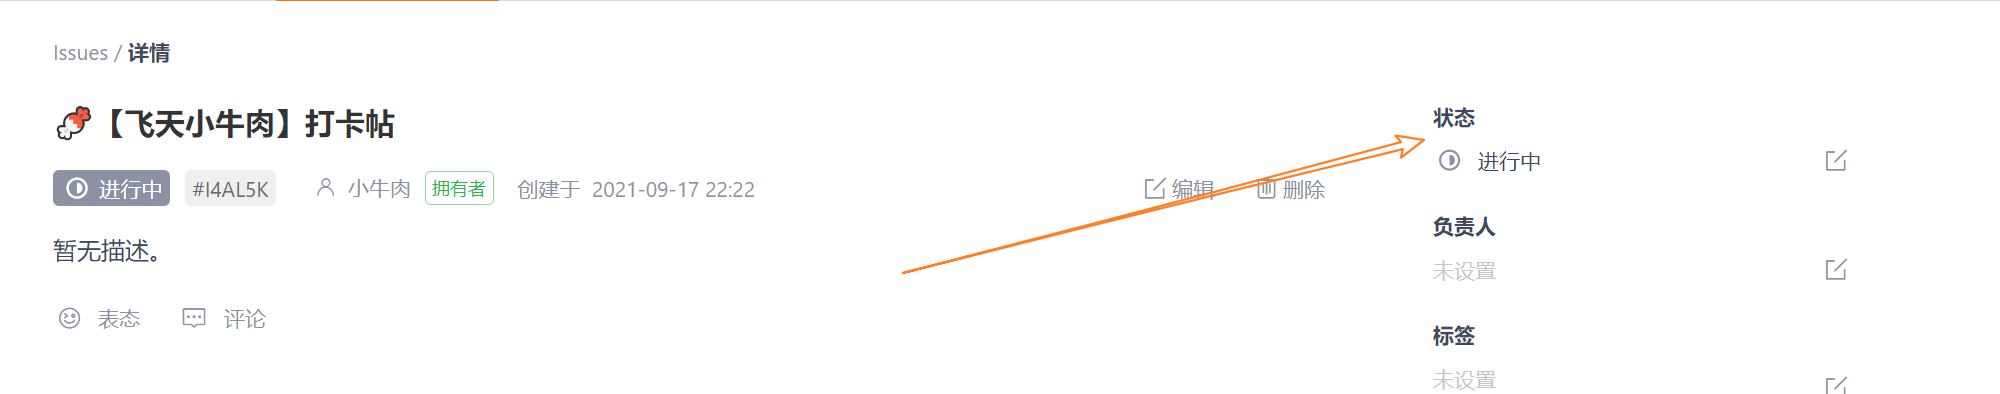 Issues / 详情
【飞天小牛肉】打卡帖
进行中 #I4AL5K 小牛肉 拥有者 创建于 2021-09-17 22:22 编辑 删除
暂无描述。
表态 评论
状态
进行中
负责人
未设置
标签
未设置